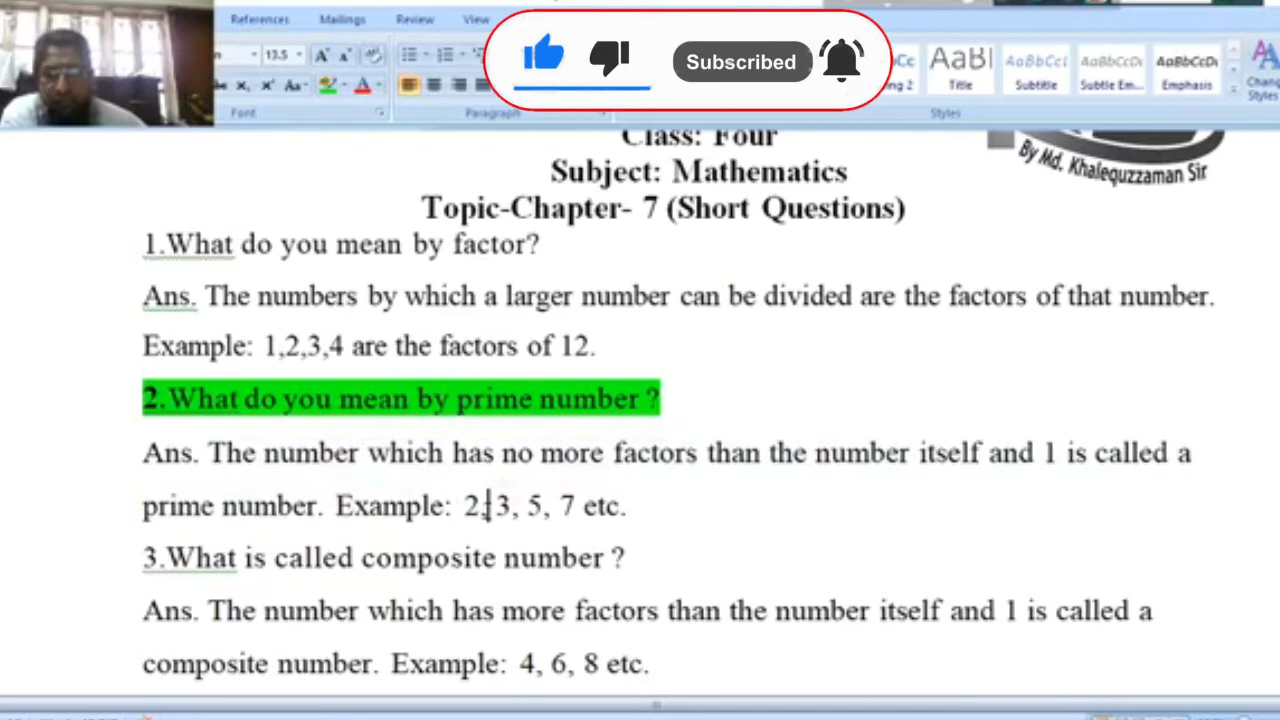 References Mailings Review View
Subscribed
13.5
Title Subtitle Subtle Em... Emphasis
Font Paragraph Styles
Class: Four
By Md. Khalequzzaman Sir
Subject: Mathematics
Topic-Chapter- 7 (Short Questions)
1.What do you mean by factor?
Ans. The numbers by which a larger number can be divided are the factors of that number.
Example: 1,2,3,4 are the factors of 12.
2.What do you mean by prime number ?
Ans. The number which has no more factors than the number itself and 1 is called a
prime number. Example: 2, 3, 5, 7 etc.
3.What is called composite number ?
Ans. The number which has more factors than the number itself and 1 is called a
composite number. Example: 4, 6, 8 etc.